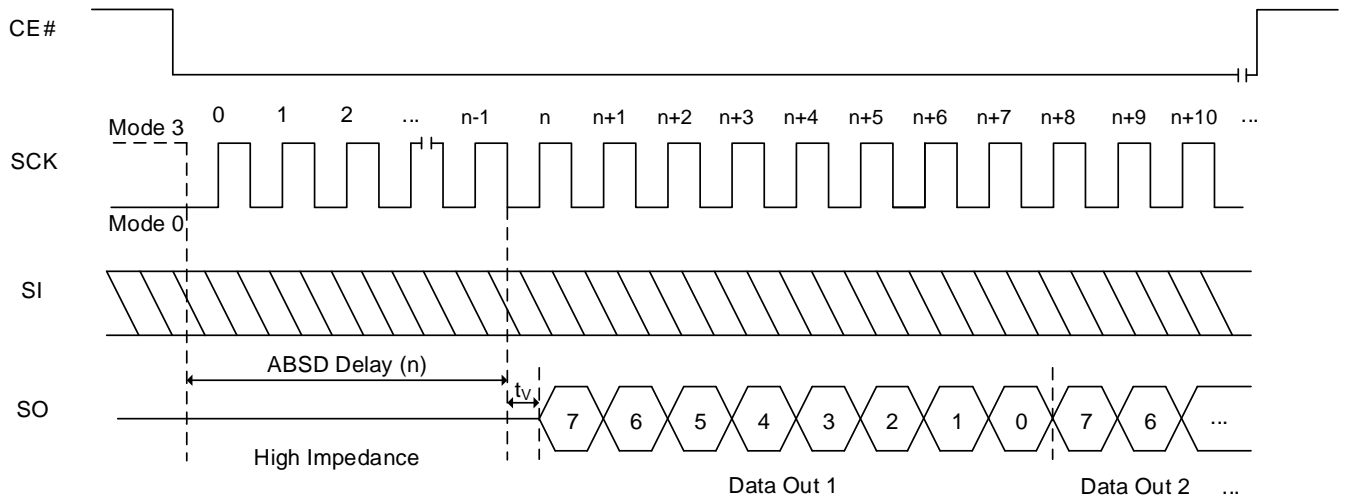 CE#
0 1 2 ... n-1 n n+1 n+2 n+3 n+4 n+5 n+6 n+7 n+8 n+9 n+10 ...
Mode 3
SCK
Mode 0
SI
ABSD Delay (n)
tV
SO
7 6 5 4 3 2 1 0 7 6 ...
High Impedance
Data Out 1 Data Out 2 ...